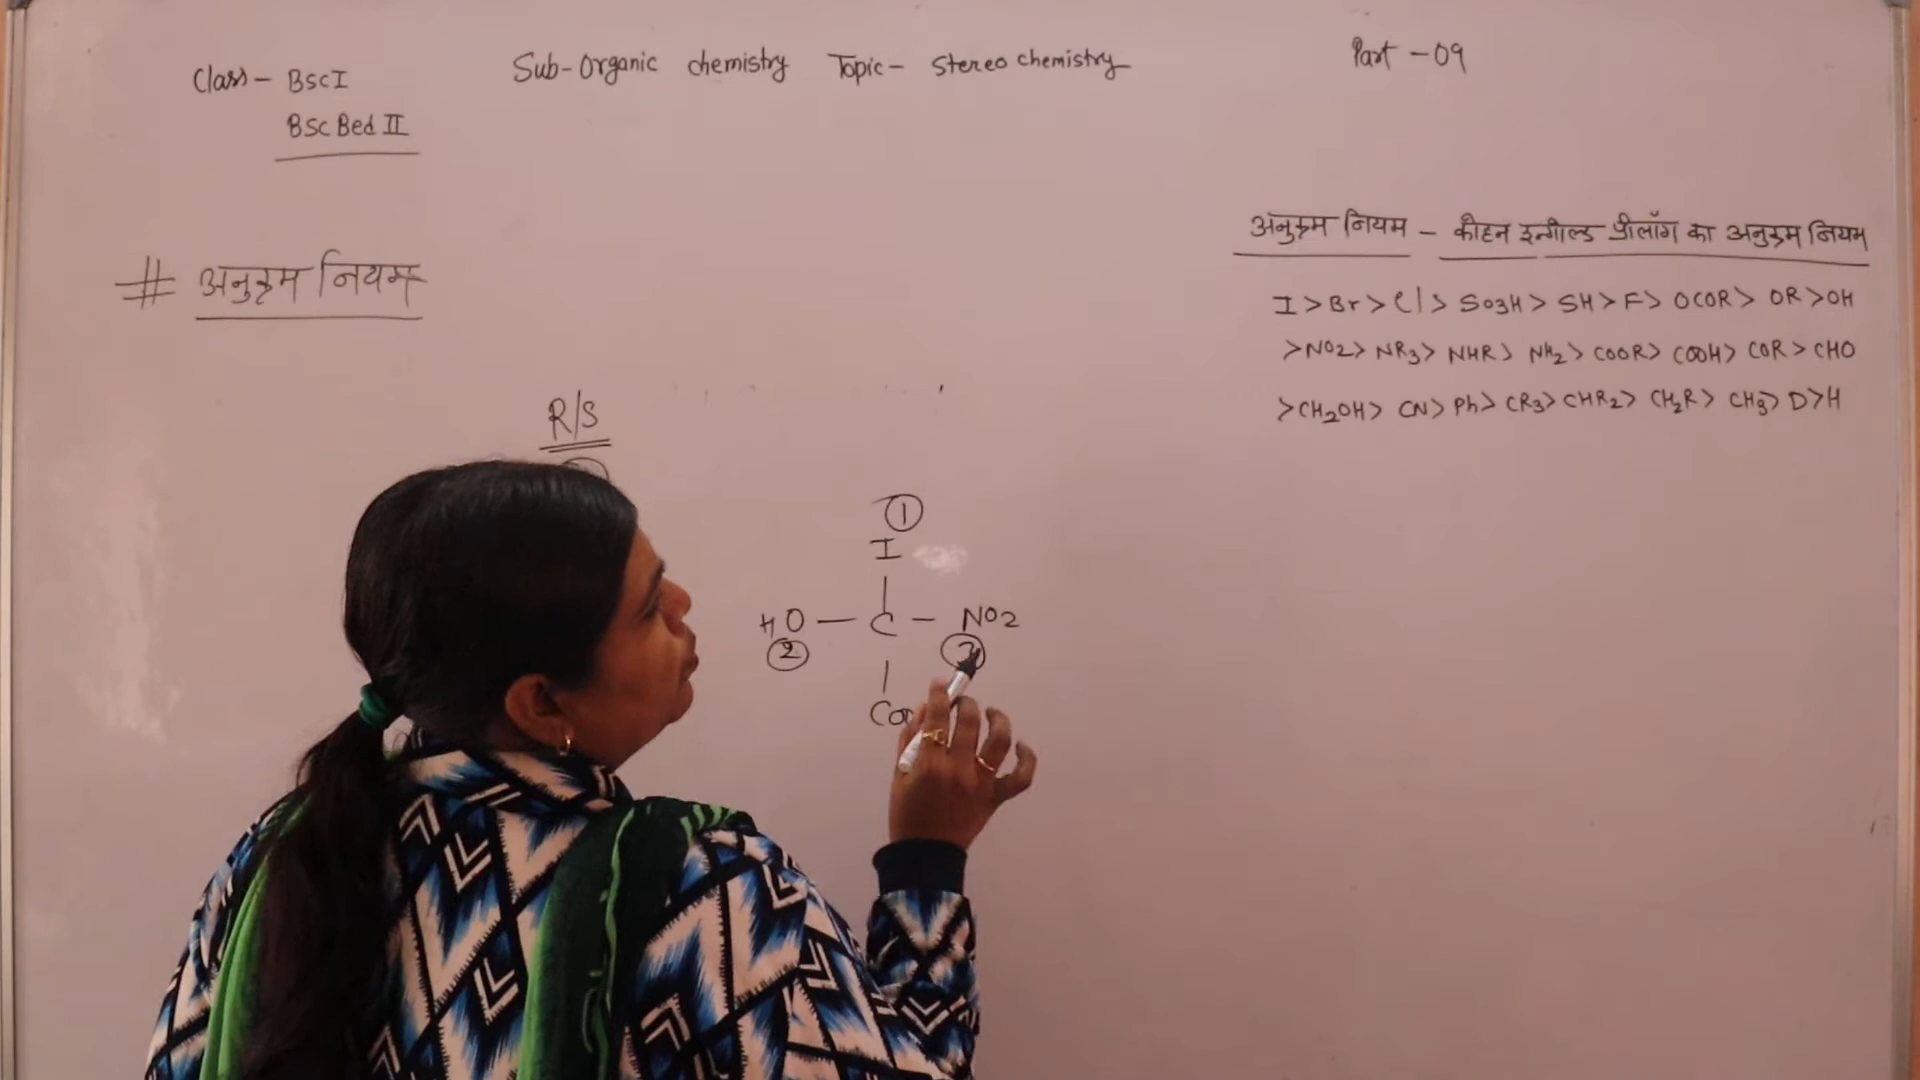 Class - BSc I
BSc Bed II
Sub - Organic chemistry Topic - Stereo chemistry
Part - 09
# अनुक्रम नियम
अनुक्रम नियम - कॉहन इन्गोल्ड प्रीलॉग का अनुक्रम नियम
I > Br > Cl > SO3H > SH > F > OCOR > OR > OH
> NO2 > NR3 > NHR > NH2 > COOR > COOH > COR > CHO
> CH2OH > CN > Ph > CR3 > CHR2 > CH2R > CH3 > D > H
R/S
1
I
HO - C - NO2
2 3